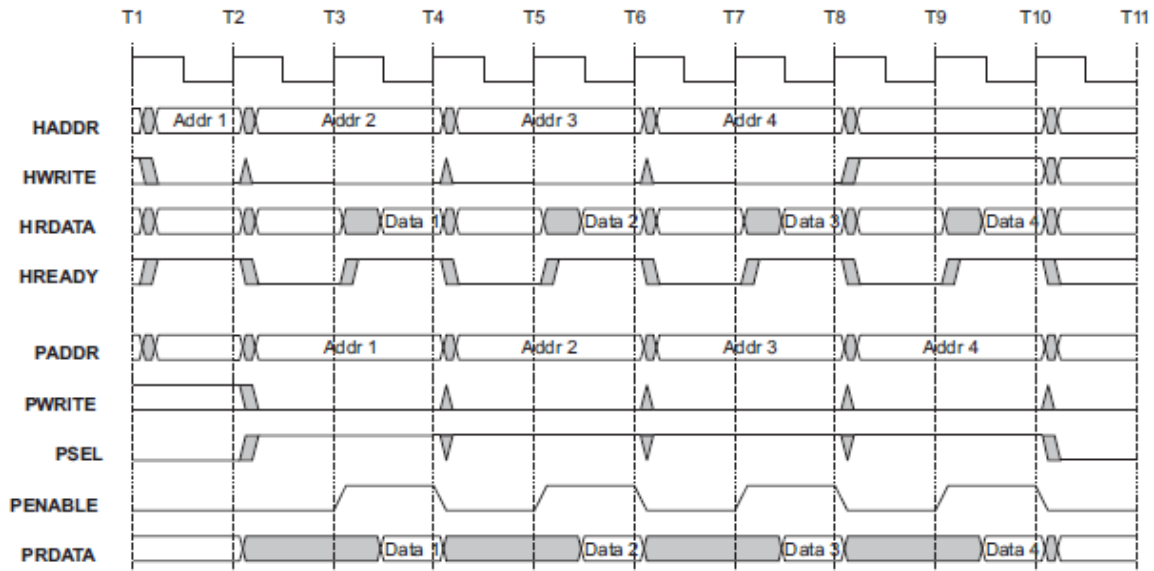 T1 T2 T3 T4 T5 T6 T7 T8 T9 T10 T11
HADDR Addr 1 Addr 2 Addr 3 Addr 4
HWRITE
HRDATA Data 1 Data 2 Data 3 Data 4
HREADY
PADDR Addr 1 Addr 2 Addr 3 Addr 4
PWRITE
PSEL
PENABLE
PRDATA Data 1 Data 2 Data 3 Data 4